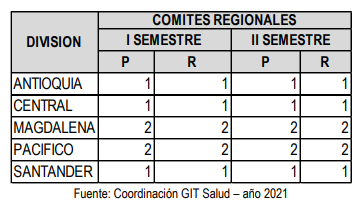 COMITES REGIONALES
DIVISION I SEMESTRE II SEMESTRE
P R P R
ANTIOQUIA 1 1 1 1
CENTRAL 1 1 1 1
MAGDALENA 2 2 2 2
PACIFICO 2 2 2 2
SANTANDER 1 1 1 1
Fuente: Coordinación GIT Salud – año 2021